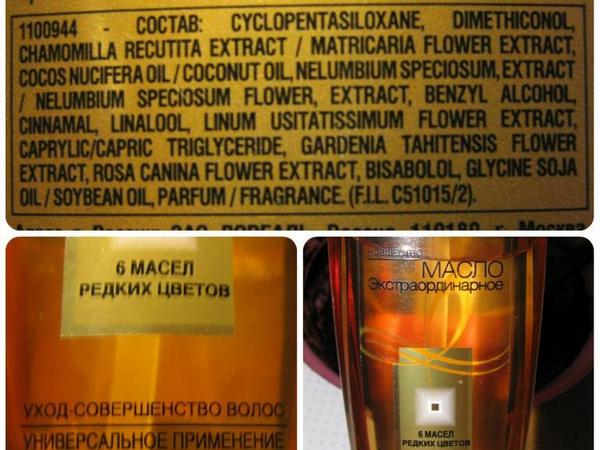 1100944 - СОСТАВ: CYCLOPENTASILOXANE, DIMETHICONOL,
CHAMOMILLA RECUTITA EXTRACT / MATRICARIA FLOWER EXTRACT,
COCOS NUCIFERA OIL / COCONUT OIL, NELUMBIUM SPECIOSUM, EXTRACT
/ NELUMBIUM SPECIOSUM FLOWER, EXTRACT, BENZYL ALCOHOL,
CINNAMAL, LINALOOL, LINUM USITATISSIMUM FLOWER EXTRACT,
CAPRYLIC/CAPRIC TRIGLYCERIDE, GARDENIA TAHITENSIS FLOWER
EXTRACT, ROSA CANINA FLOWER EXTRACT, BISABOLOL, GLYCINE SOJA
OIL / SOYBEAN OIL, PARFUM / FRAGRANCE. (F.I.L. C51015/2).
6 МАСЕЛ
РЕДКИХ ЦВЕТОВ
УХОД-СОВЕРШЕНСТВО ВОЛОС
УНИВЕРСАЛЬНОЕ ПРИМЕНЕНИЕ
МАСЛО
Экстраординарное
6 МАСЕЛ
РЕДКИХ ЦВЕТОВ